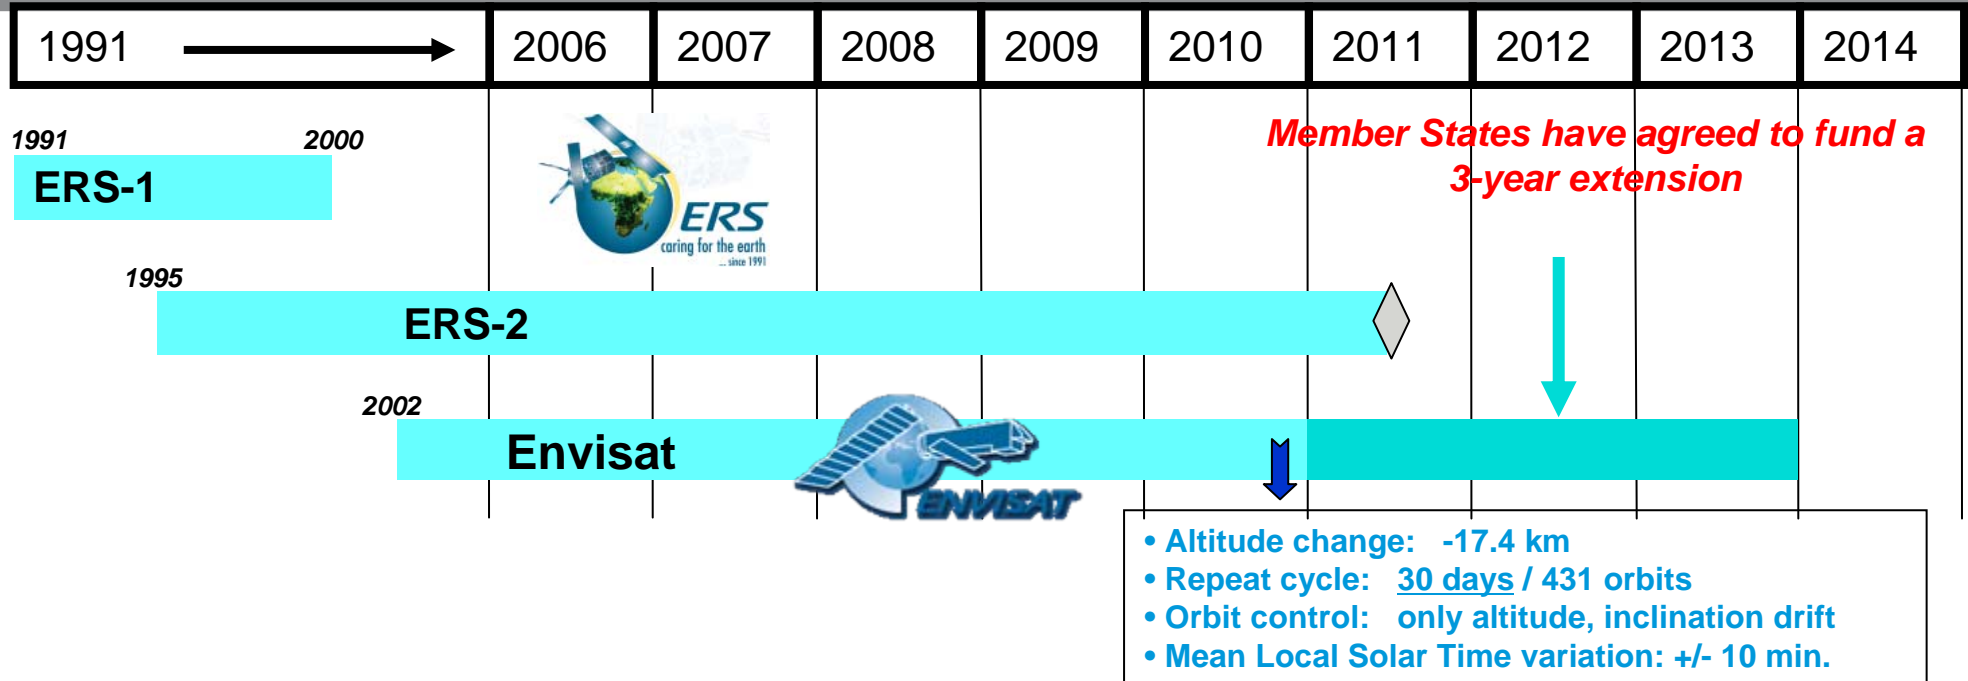 1991 2006 2007 2008 2009 2010 2011 2012 2013 2014
1991 2000
ERS-1
ERS
caring for the earth
... since 1991
Member States have agreed to fund a
3-year extension
1995
ERS-2
2002
Envisat
ENVISAT
• Altitude change: -17.4 km
• Repeat cycle: 30 days / 431 orbits
• Orbit control: only altitude, inclination drift
• Mean Local Solar Time variation: +/- 10 min.